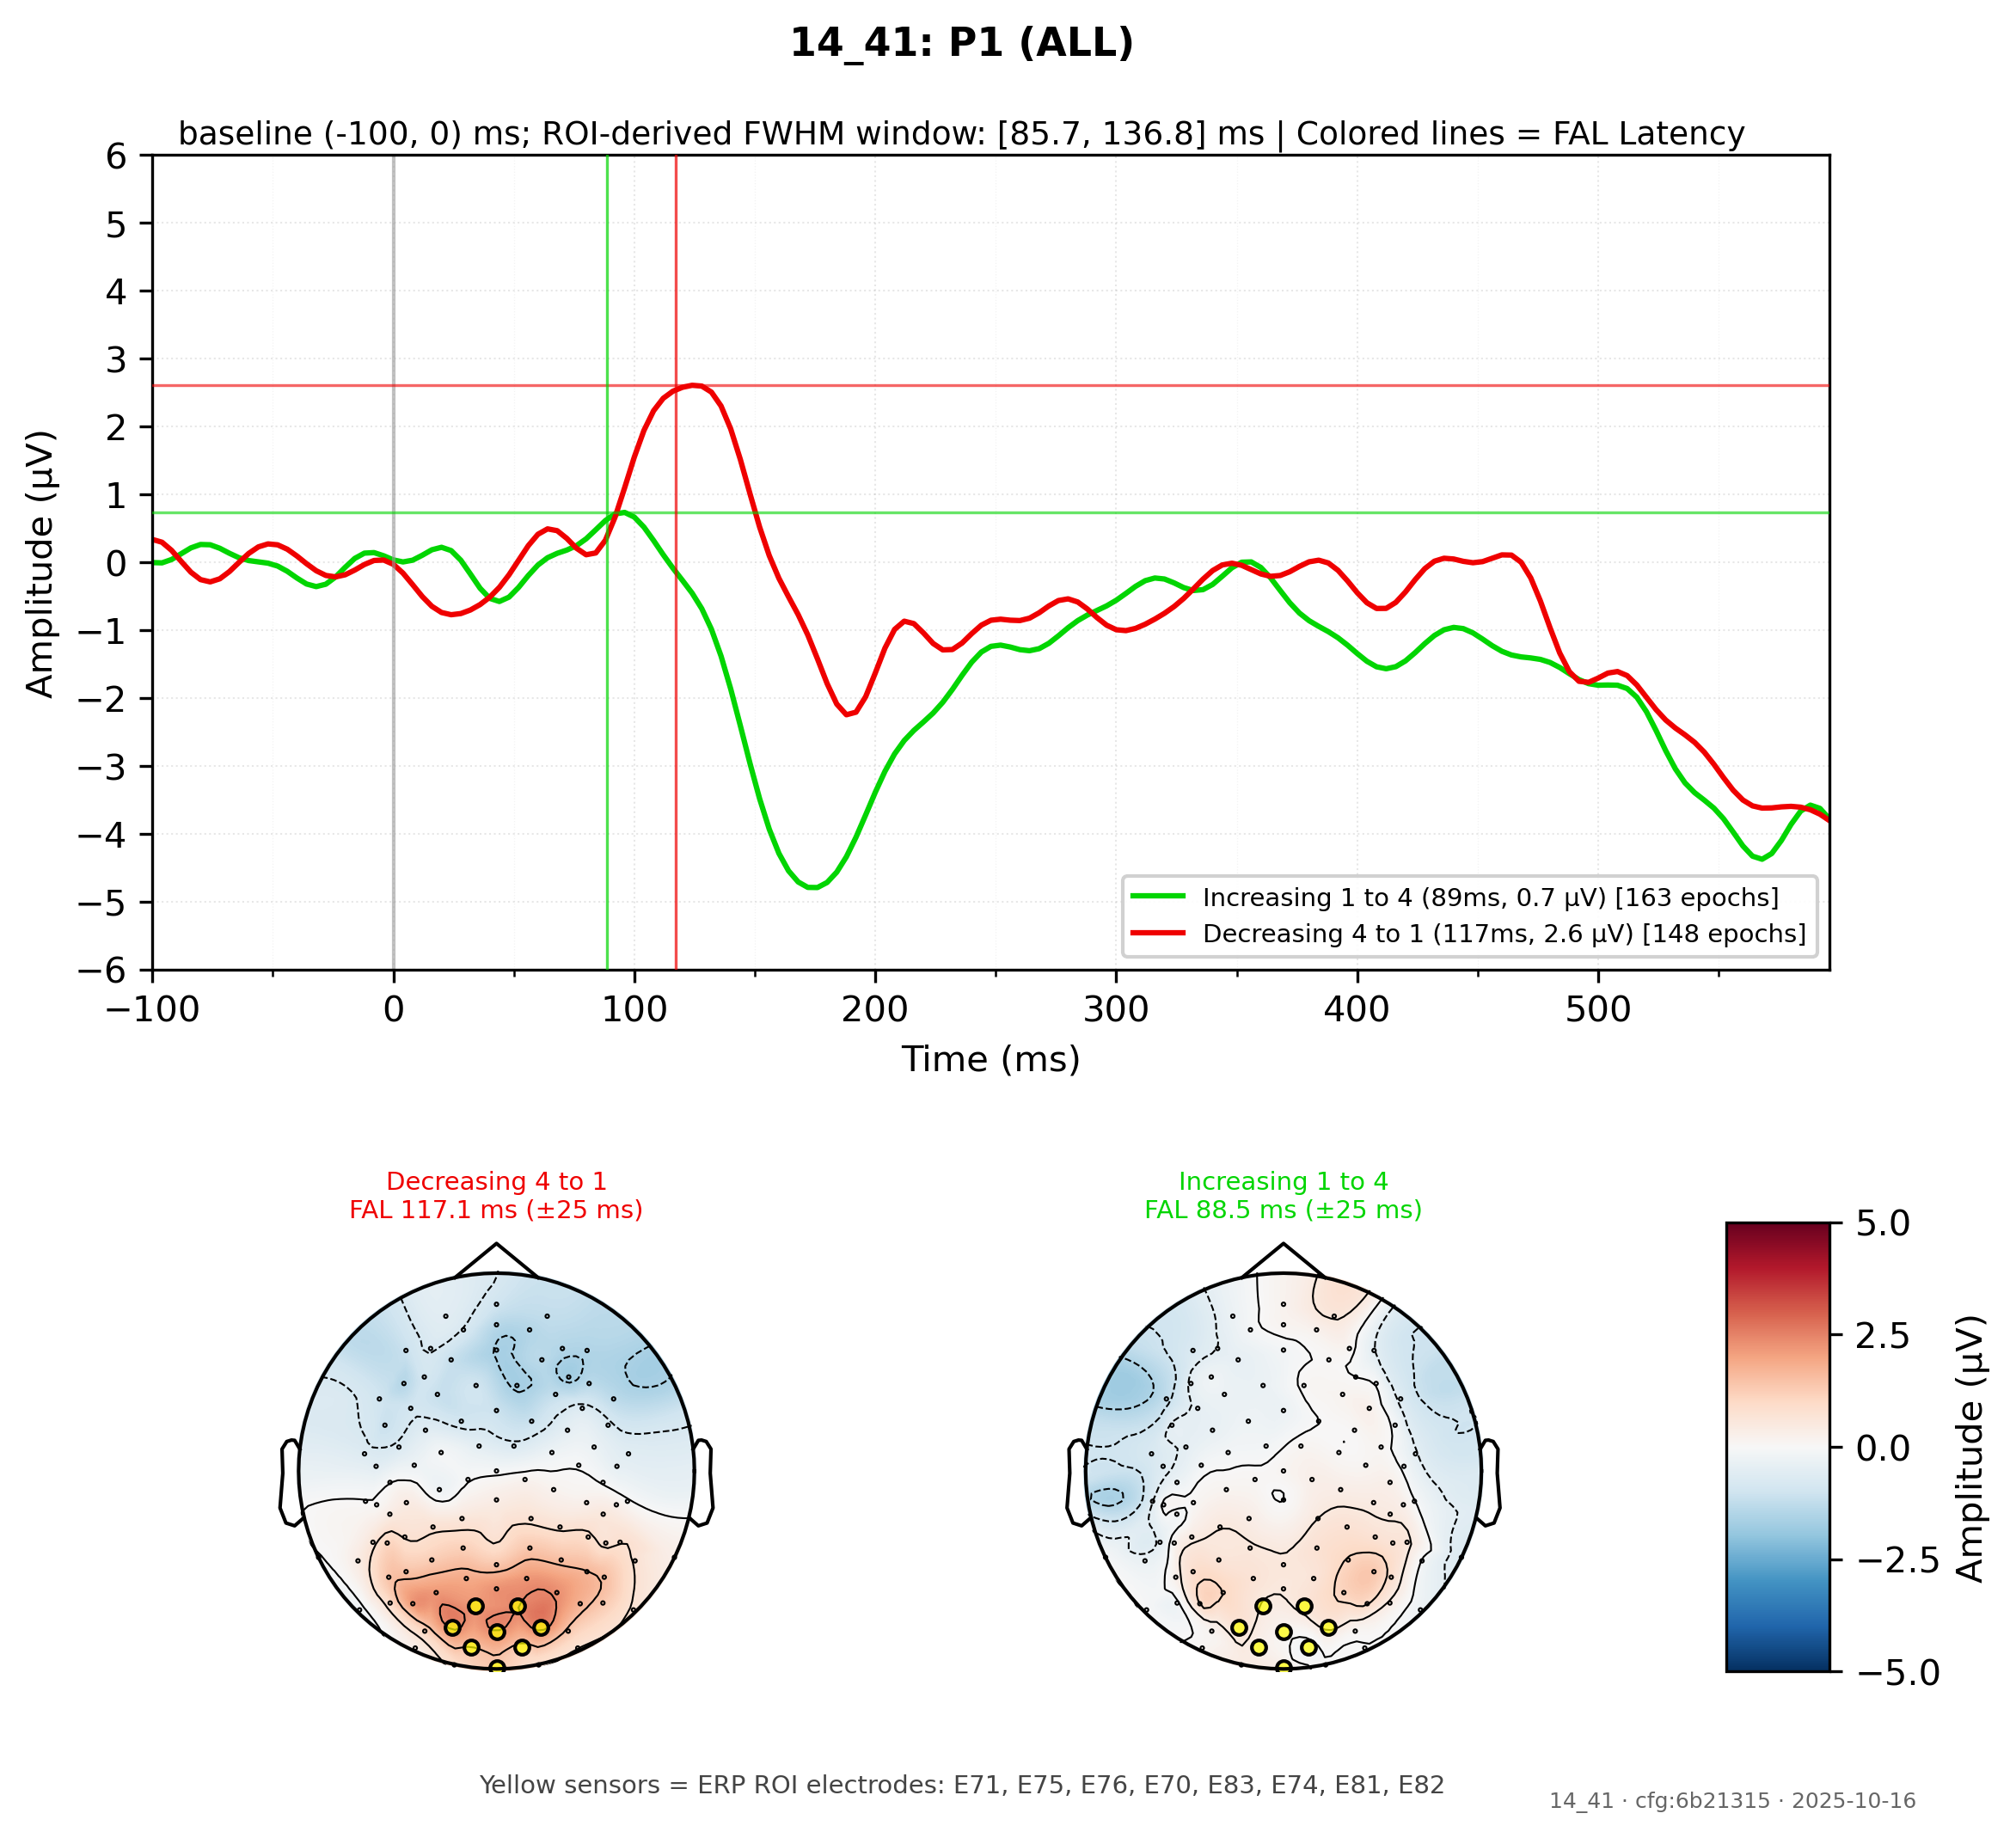 14_41: P1 (ALL)
baseline (-100, 0) ms; ROI-derived FWHM window: [85.7, 136.8] ms | Colored lines = FAL Latency
6
5
4
3
2
1
0
−1
−2
−3
−4
−5
−6
Amplitude (μV)
Increasing 1 to 4 (89ms, 0.7 μV) [163 epochs]
Decreasing 4 to 1 (117ms, 2.6 μV) [148 epochs]
−100 0 100 200 300 400 500
Time (ms)
Decreasing 4 to 1
FAL 117.1 ms (±25 ms)
Increasing 1 to 4
FAL 88.5 ms (±25 ms)
5.0
2.5
0.0
−2.5
−5.0
Amplitude (μV)
Yellow sensors = ERP ROI electrodes: E71, E75, E76, E70, E83, E74, E81, E82
14_41 · cfg:6b21315 · 2025-10-16